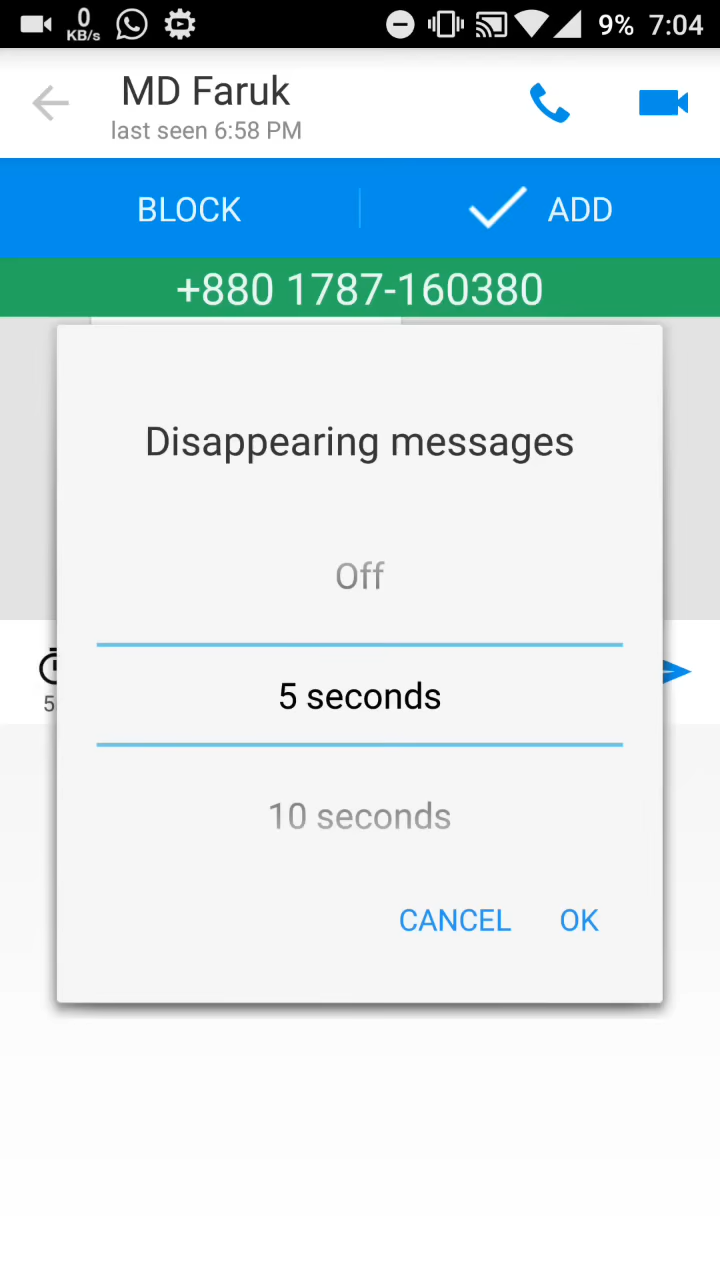 0
KB/s
9% 7:04
MD Faruk
last seen 6:58 PM
BLOCK
ADD
+880 1787-160380
Disappearing messages
Off
5
5 seconds
10 seconds
CANCEL OK